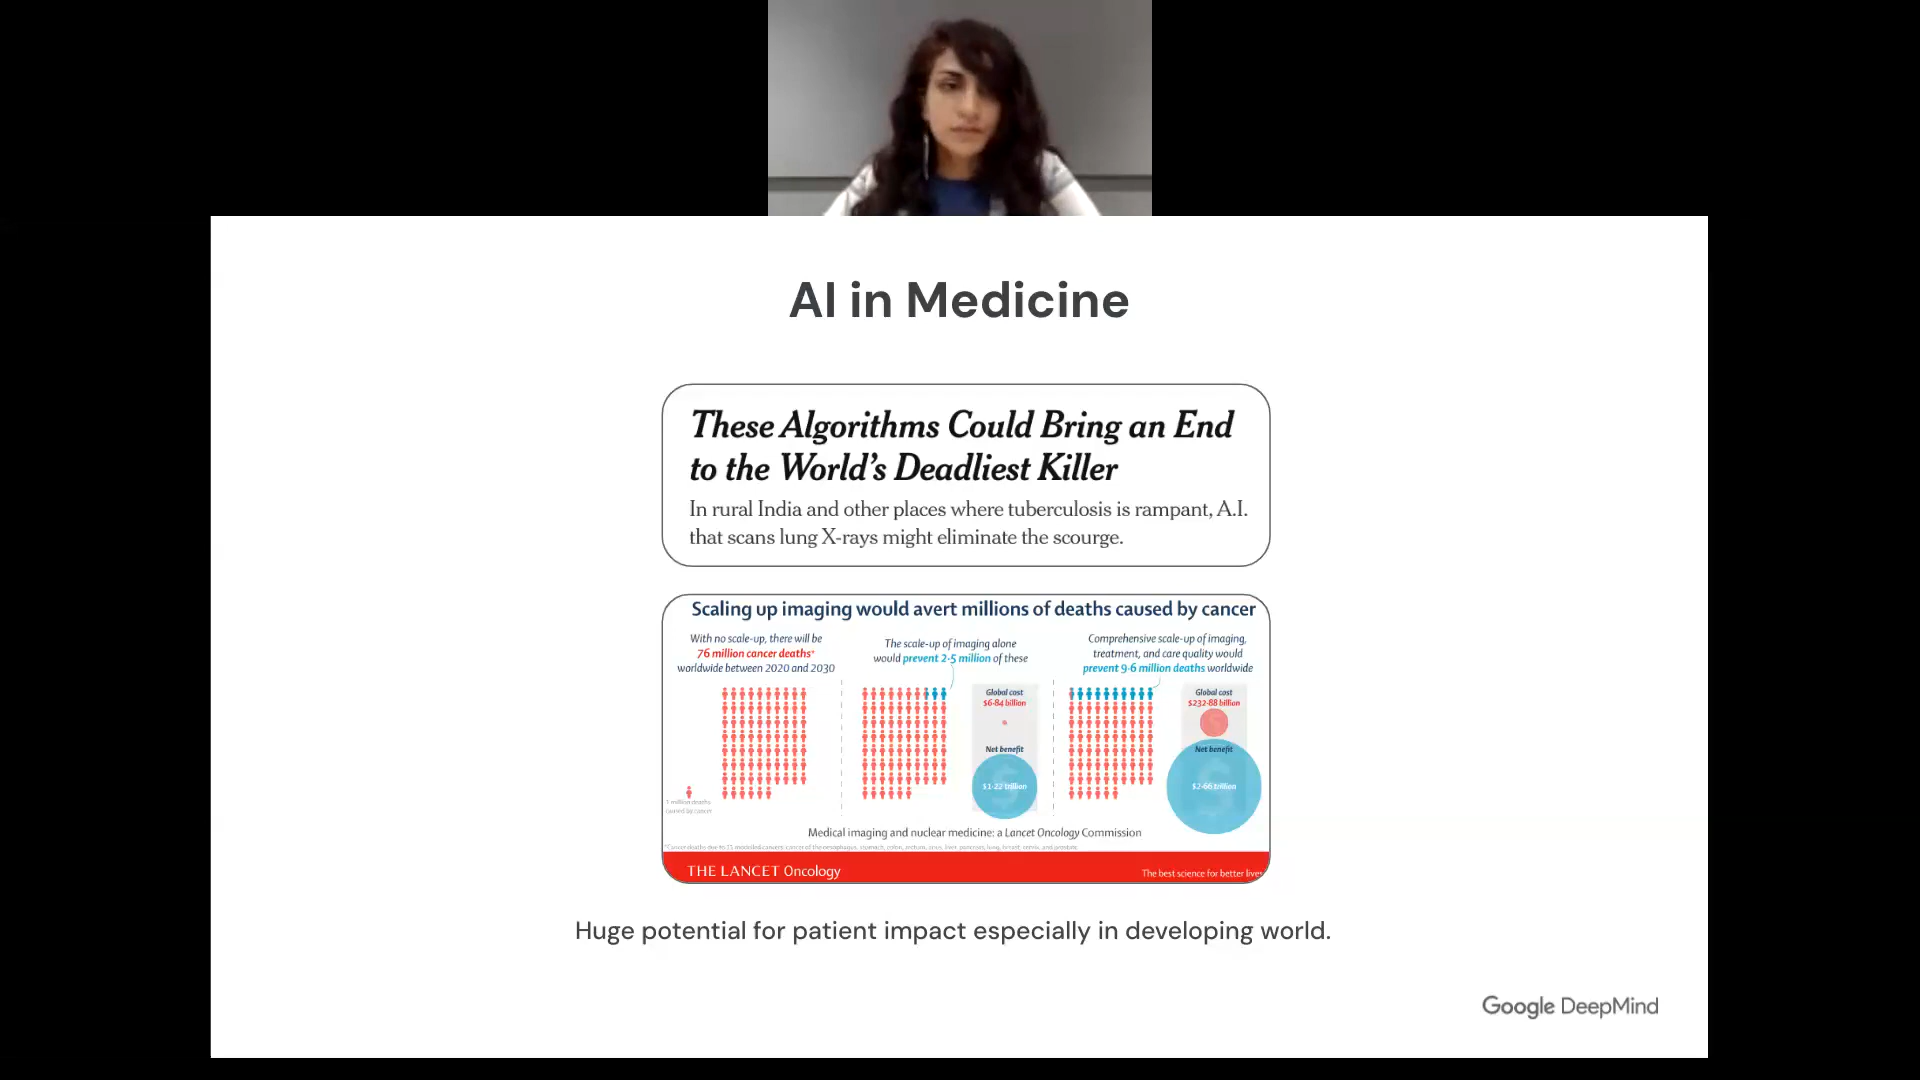 AI in Medicine
These Algorithms Could Bring an End
to the World's Deadliest Killer
In rural India and other places where tuberculosis is rampant, A.I.
that scans lung X-rays might eliminate the scourge.
Scaling up imaging would avert millions of deaths caused by cancer
With no scale-up, there will be
76 million cancer deaths*
worldwide between 2020 and 2030
The scale-up of imaging alone
would prevent 2·5 million of these
Comprehensive scale-up of imaging,
treatment, and care quality would
prevent 9·6 million deaths worldwide
Global cost
$6·84 billion
Net benefit
$1·22 trillion
Global cost
$232·88 billion
Net benefit
$2·66 trillion
1 million deaths
caused by cancer
Medical imaging and nuclear medicine: a Lancet Oncology Commission
THE LANCET Oncology
The best science for better lives
Huge potential for patient impact especially in developing world.
Google DeepMind